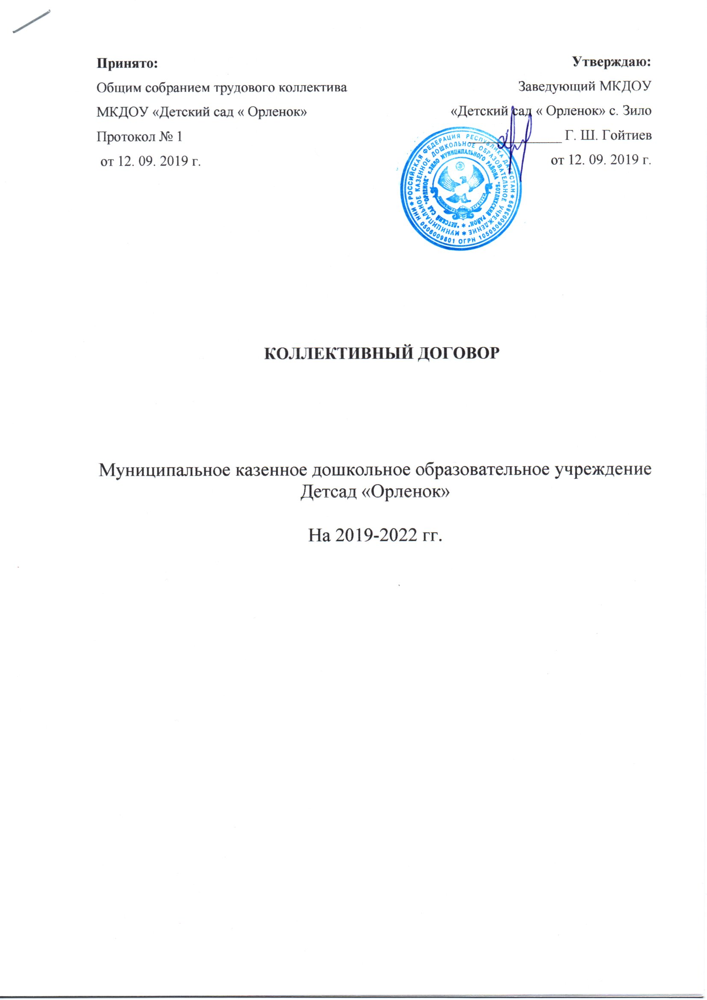 Принято:
Общим собранием трудового коллектива
МКДОУ «Детский сад « Орленок»
Протокол № 1
от 12. 09. 2019 г.
Утверждаю:
Заведующий МКДОУ
«Детский сад « Орленок» с. Зило
Г. Ш. Гойтиев
от 12. 09. 2019 г.
РОССИЙСКАЯ ФЕДЕРАЦИЯ РЕСПУБЛИКА ДАГЕСТАН * ИНН 0506009801 ОГРН 1050506003899 *
МУНИЦИПАЛЬНОЕ КАЗЕННОЕ ДОШКОЛЬНОЕ ОБРАЗОВАТЕЛЬНОЕ УЧРЕЖДЕНИЕ *
"ДЕТСКИЙ САД "ОРЛЕНОК" с.ЗИЛО МУНИЦИПАЛЬНОГО РАЙОНА "БОТЛИХСКИЙ РАЙОН" *
КОЛЛЕКТИВНЫЙ ДОГОВОР
Муниципальное казенное дошкольное образовательное учреждение
Детсад «Орленок»
На 2019-2022 гг.